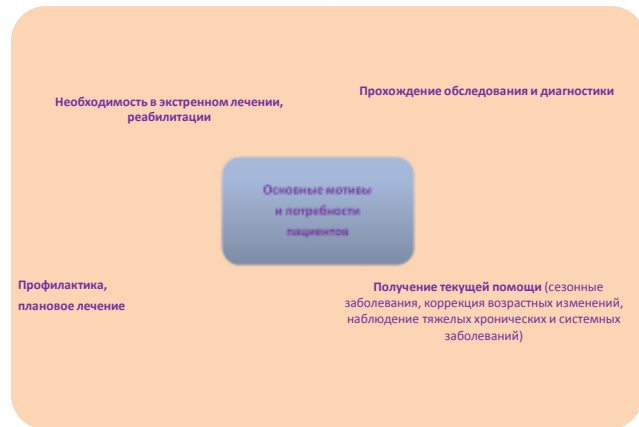 Необходимость в экстренном лечении,
реабилитации
Прохождение обследования и диагностики
Основные мотивы
и потребности
пациентов
Профилактика,
плановое лечение
Получение текущей помощи (сезонные
заболевания, коррекция возрастных изменений,
наблюдение тяжелых хронических и системных
заболеваний)